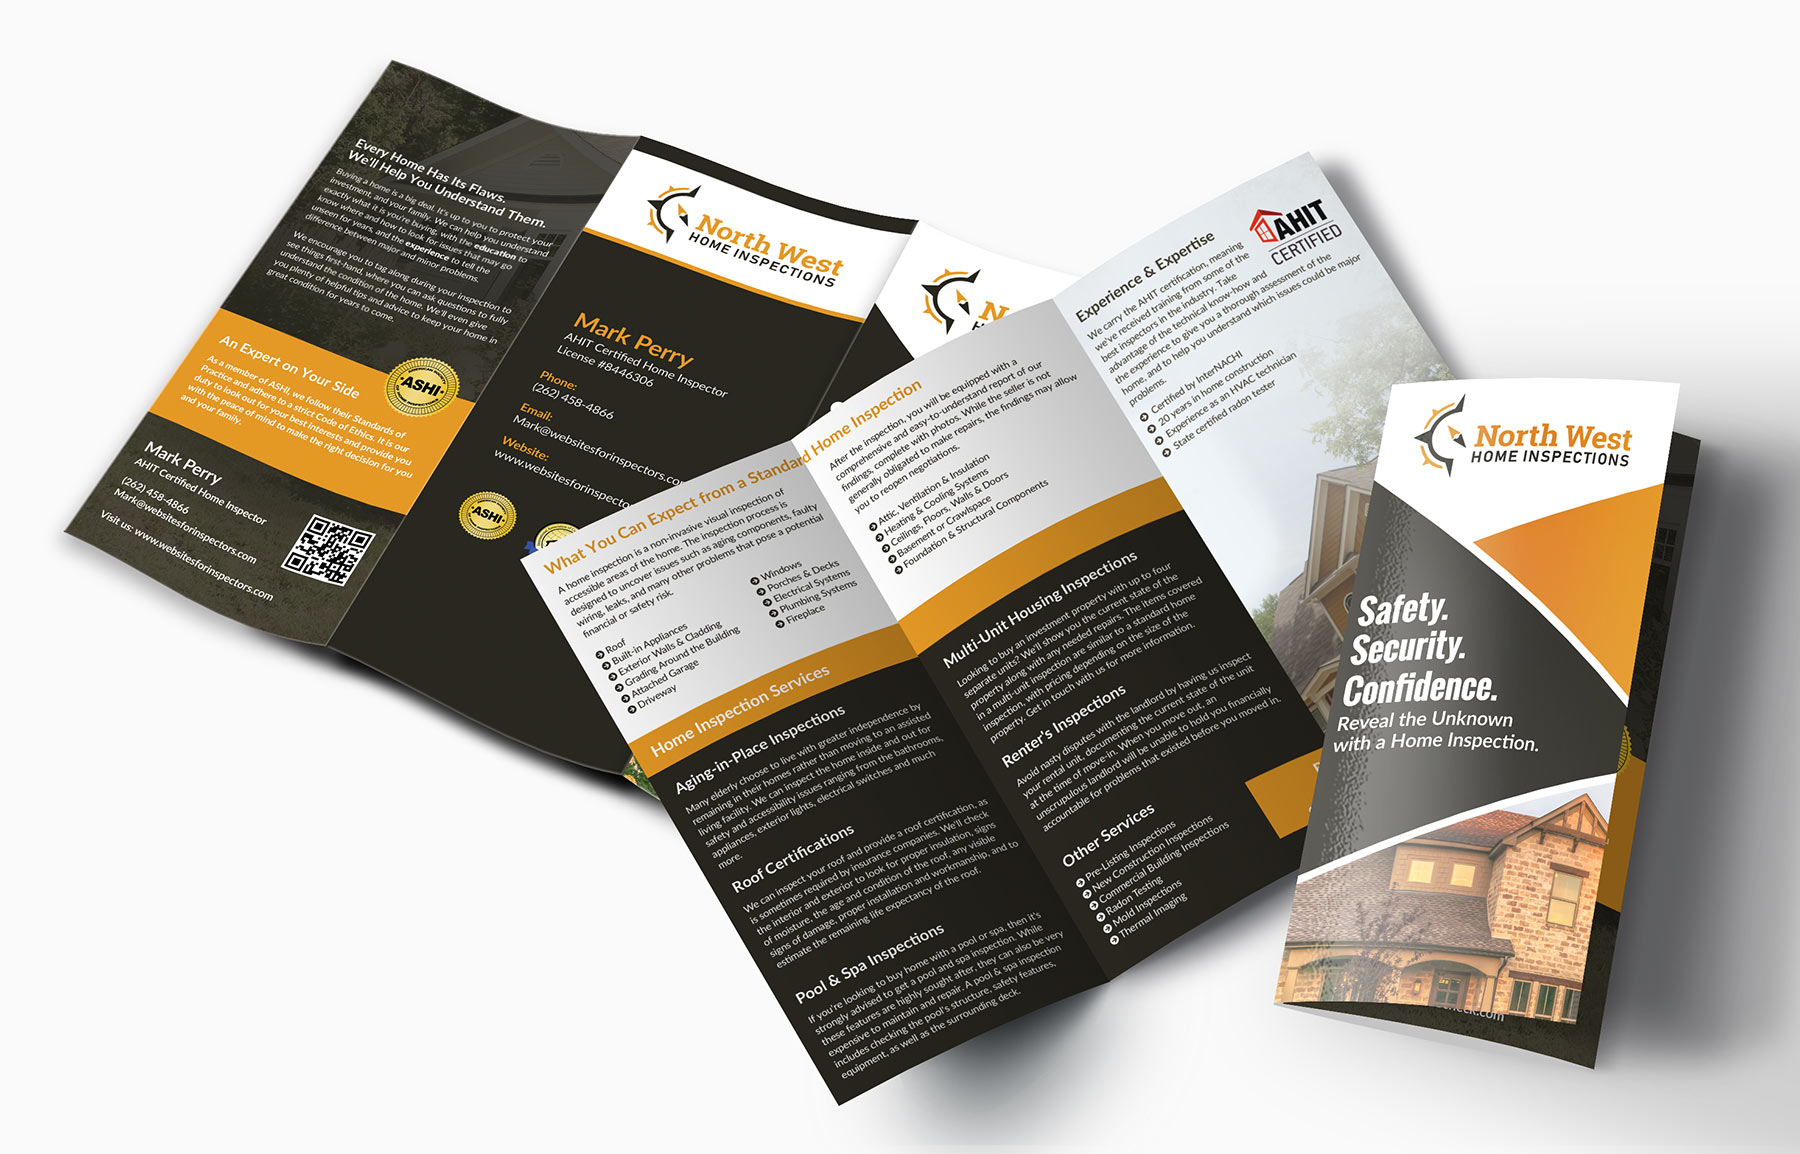 Every Home Has Its Flaws.
We'll Help You Understand Them.
Buying a home is a big deal. It's up to you to protect your
investment, and your family. We can help you understand
exactly what it is you're buying, with the education to
know where and how to look for issues that may go
unseen for years, and the experience to tell the
difference between major and minor problems.
We encourage you to tag along during your inspection to
see things first-hand, where you can ask questions to fully
understand the condition of the home. We'll even give
you plenty of helpful tips and advice to keep your home in
great condition for years to come.
An Expert on Your Side
As a member of ASHI, we follow their Standards of
Practice and adhere to a strict Code of Ethics. It is our
duty to look out for your best interests and provide you
with the peace of mind to make the right decision for you
and your family.
ASHI
Mark Perry
AHIT Certified Home Inspector
(262) 458-4866
Mark@websitesforinspectors.com
Visit us: www.websitesforinspectors.com
North West
HOME INSPECTIONS
Mark Perry
AHIT Certified Home Inspector
License #8446306
Phone:
(262) 458-4866
Email:
Mark@websitesforinspectors.com
Website:
www.websitesforinspecto
ASHI
N
H
What You Can Expect from a Standard Home Inspection
A home inspection is a non-invasive visual inspection of
accessible areas of the home. The inspection process is
designed to uncover issues such as aging components, faulty
wiring, leaks, and many other problems that pose a potential
financial or safety risk.
Roof
Built-in Appliances
Exterior Walls & Cladding
Grading Around the Building
Attached Garage
Driveway
Windows
Porches & Decks
Electrical Systems
Plumbing Systems
Fireplace
After the inspection, you will be equipped with a
comprehensive and easy-to-understand report of our
findings, complete with photos. While the seller is not
generally obligated to make repairs, the findings may allow
you to reopen negotiations.
Attic, Ventilation & Insulation
Heating & Cooling Systems
Ceilings, Floors, Walls & Doors
Basement or Crawlspace
Foundation & Structural Components
Home Inspection Services
Aging-in-Place Inspections
Many elderly choose to live with greater independence by
remaining in their homes rather than moving to an assisted
living facility. We can inspect the home inside and out for
safety and accessibility issues ranging from the bathrooms,
appliances, exterior lights, electrical switches and much
more.
Roof Certifications
We can inspect your roof and provide a roof certification, as
is sometimes required by insurance companies. We'll check
the interior and exterior to look for proper insulation, signs
of moisture, the age and condition of the roof, any visible
signs of damage, proper installation and workmanship, and to
estimate the remaining life expectancy of the roof.
Pool & Spa Inspections
If you're looking to buy home with a pool or spa, then it's
strongly advised to get a pool and spa inspection. While
these features are highly sought after, they can also be very
expensive to maintain and repair. A pool & spa inspection
includes checking the pool's structure, safety features,
equipment, as well as the surrounding deck.
Multi-Unit Housing Inspections
Looking to buy an investment property with up to four
separate units? We'll show you the current state of the
property along with any needed repairs. The items covered
in a multi-unit inspection are similar to a standard home
inspection, with pricing depending on the size of the
property. Get in touch with us for more information.
Renter's Inspections
Avoid nasty disputes with the landlord by having us inspect
your rental unit, documenting the current state of the unit
at the time of move-in. When you move out, an
unscrupulous landlord will be unable to hold you financially
accountable for problems that existed before you moved in.
Other Services
Pre-Listing Inspections
New Construction Inspections
Commercial Building Inspections
Radon Testing
Mold Inspections
Thermal Imaging
Experience & Expertise
AHIT
CERTIFIED
We carry the AHIT certification, meaning
we've received training from some of the
best inspectors in the industry. Take
advantage of the technical know-how and
the experience to give you a thorough assessment of the
home, and to help you understand which issues could be major
problems.
Certified by InterNACHI
20 years in home construction
Experience as an HVAC technician
State certified radon tester
North West
HOME INSPECTIONS
Safety.
Security.
Confidence.
Reveal the Unknown
with a Home Inspection.